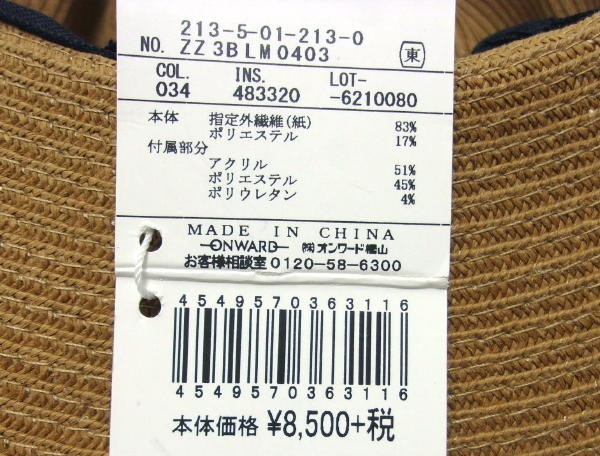 213-5-01-213-0
NO. ZZ 3B LM 0403 東
COL. INS. LOT-
034 483320 -6210080
本体 指定外繊維(紙) 83%
ポリエステル 17%
付属部分
アクリル 51%
ポリエステル 45%
ポリウレタン 4%
MADE IN CHINA
ONWARD ㈱オンワード樫山
お客様相談室 0120-58-6300
4549570363116
4549570363116
本体価格 ¥8,500+税